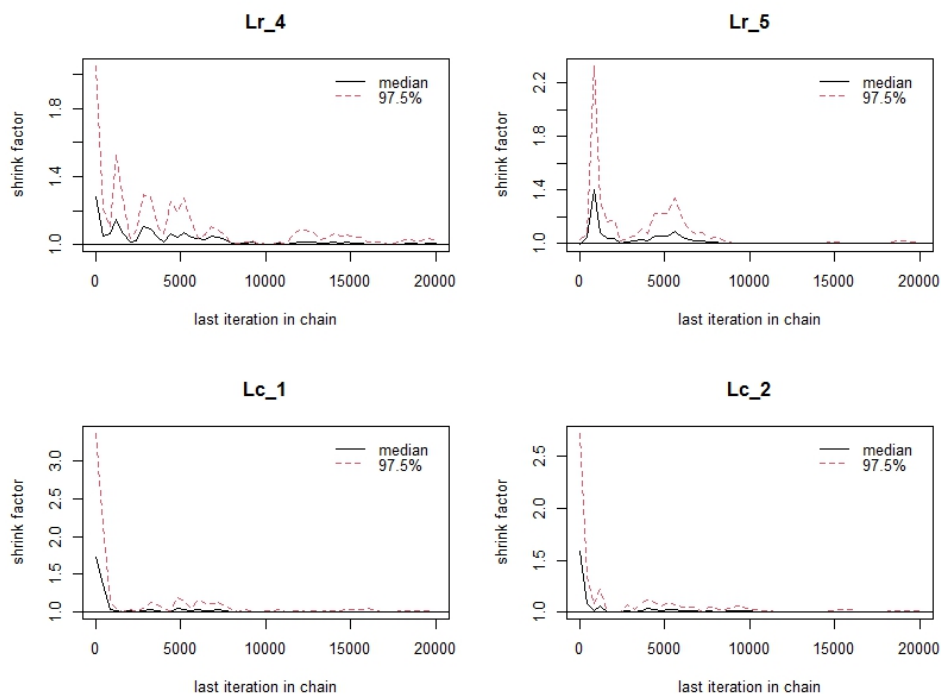 Lr_4
median
97.5%
shrink factor
1.0 1.4 1.8
0 5000 10000 15000 20000
last iteration in chain
Lr_5
median
97.5%
shrink factor
1.0 1.4 1.8 2.2
0 5000 10000 15000 20000
last iteration in chain
Lc_1
median
97.5%
shrink factor
1.0 1.5 2.0 2.5 3.0
0 5000 10000 15000 20000
last iteration in chain
Lc_2
median
97.5%
shrink factor
1.0 1.5 2.0 2.5
0 5000 10000 15000 20000
last iteration in chain